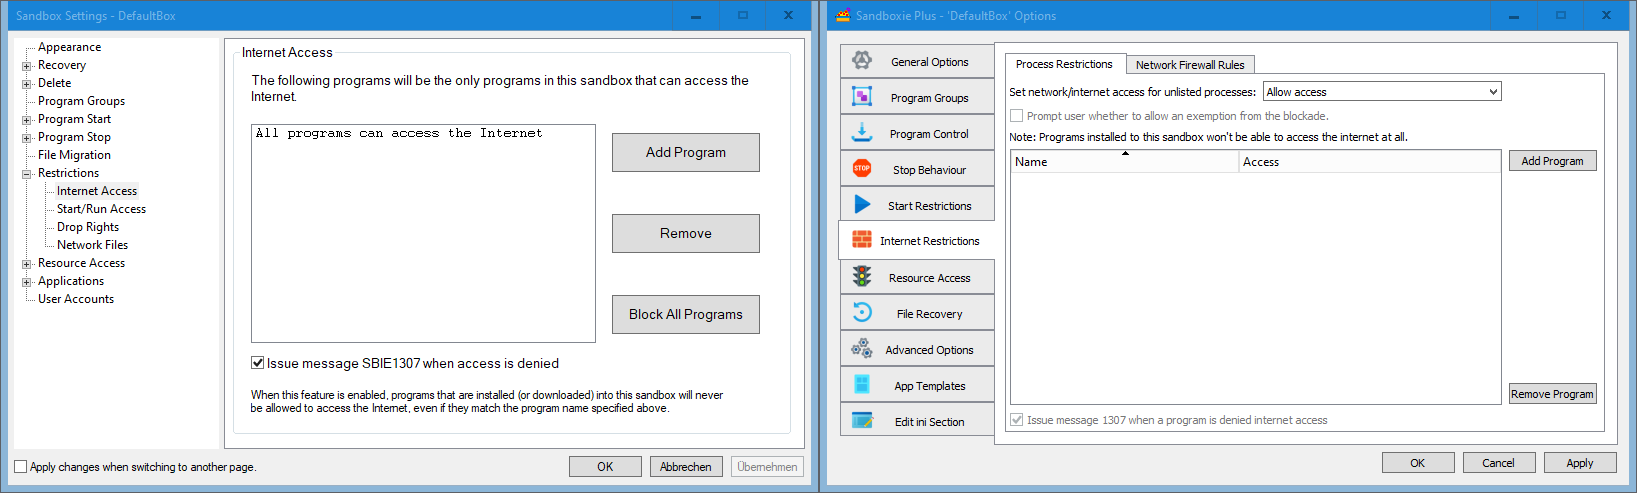 Sandbox Settings - DefaultBox
Appearance
Recovery
Delete
Program Groups
Program Start
Program Stop
File Migration
Restrictions
Internet Access
Start/Run Access
Drop Rights
Network Files
Resource Access
Applications
User Accounts
Internet Access
The following programs will be the only programs in this sandbox that can access the
Internet.
All programs can access the Internet
Add Program
Remove
Block All Programs
Issue message SBIE1307 when access is denied
When this feature is enabled, programs that are installed (or downloaded) into this sandbox will never
be allowed to access the Internet, even if they match the program name specified above.
Apply changes when switching to another page.
OK
Abbrechen
Übernehmen
Sandboxie Plus - 'DefaultBox' Options
General Options
Program Groups
Program Control
STOP
Stop Behaviour
Start Restrictions
Internet Restrictions
Resource Access
File Recovery
Advanced Options
App Templates
Edit ini Section
Process Restrictions
Network Firewall Rules
Set network/internet access for unlisted processes:
Allow access
Prompt user whether to allow an exemption from the blockade.
Note: Programs installed to this sandbox won't be able to access the internet at all.
Name
Access
Add Program
Remove Program
Issue message 1307 when a program is denied internet access
OK
Cancel
Apply